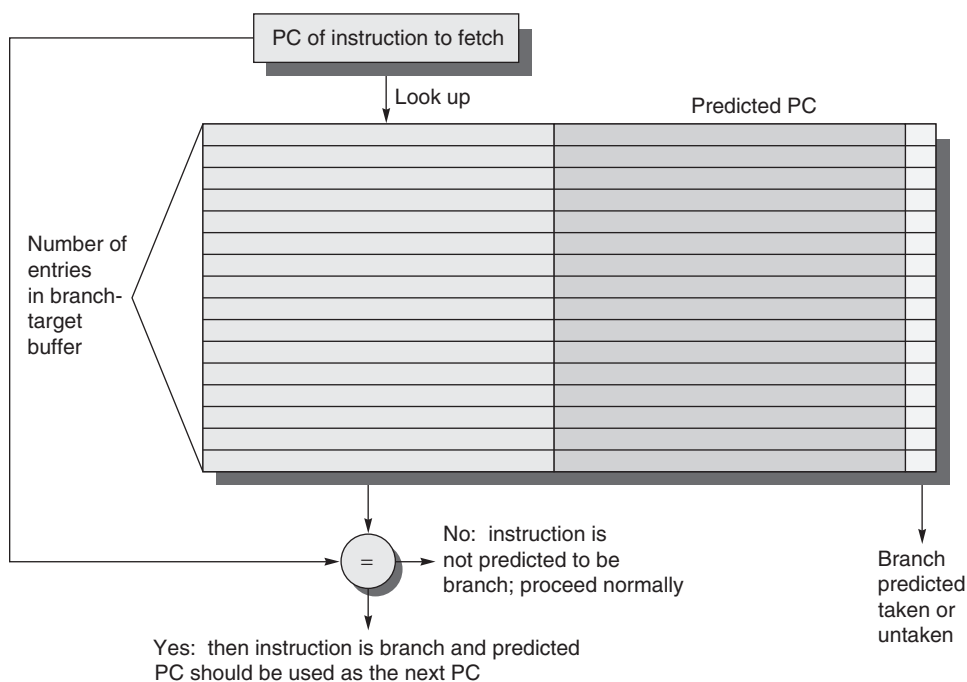 PC of instruction to fetch
Look up
Predicted PC
Number of
entries
in branch-
target
buffer
=
No: instruction is
not predicted to be
branch; proceed normally
Branch
predicted
taken or
untaken
Yes: then instruction is branch and predicted
PC should be used as the next PC